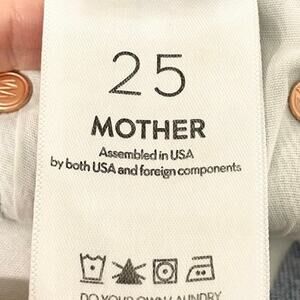 25
MOTHER
Assembled in USA
by both USA and foreign components
DO YOUR OWN LAUNDRY